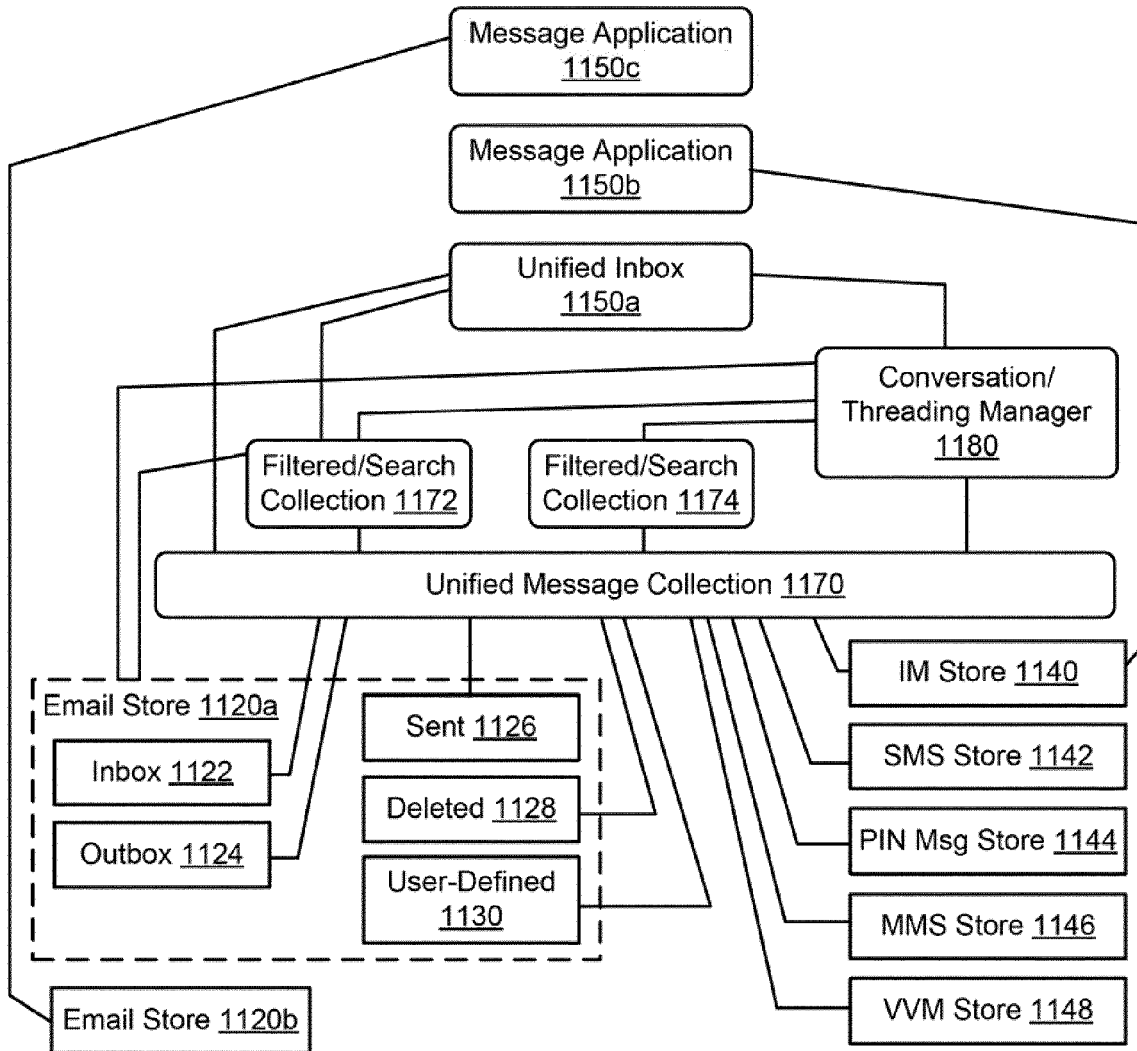 Message Application
1150c
Message Application
1150b
Unified Inbox
1150a
Conversation/
Threading Manager
1180
Filtered/Search
Collection 1172
Filtered/Search
Collection 1174
Unified Message Collection 1170
Email Store 1120a
Inbox 1122
Outbox 1124
Sent 1126
Deleted 1128
User-Defined
1130
IM Store 1140
SMS Store 1142
PIN Msg Store 1144
MMS Store 1146
VVM Store 1148
Email Store 1120b